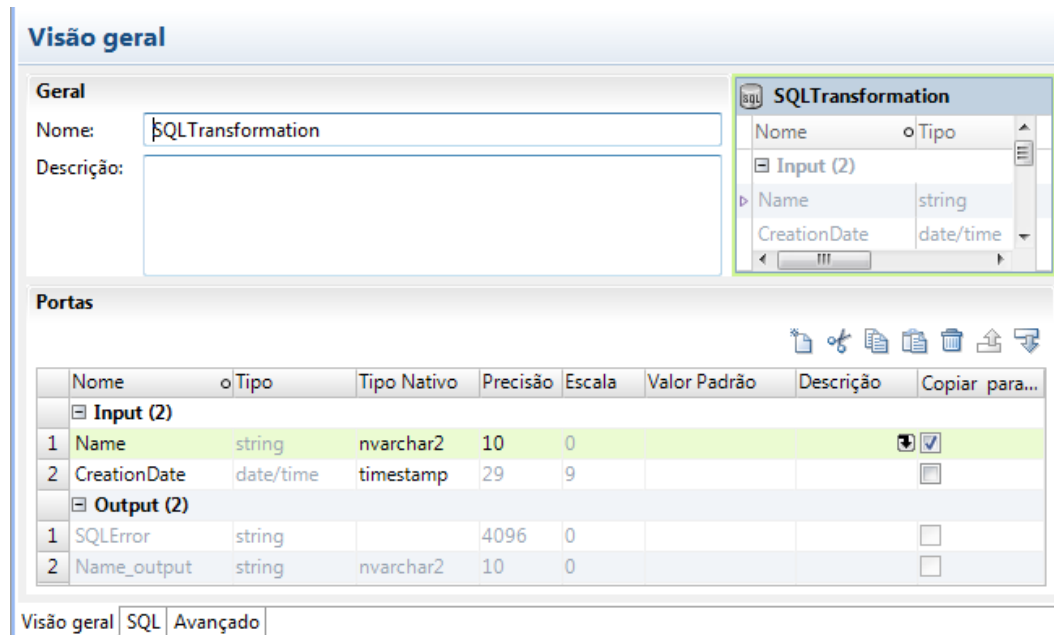 Visão geral
Geral
Nome: SQLTransformation
Descrição:
SQL SQLTransformation
Nome Tipo
Input (2)
Name string
CreationDate date/time
Portas
Nome Tipo Tipo Nativo Precisão Escala Valor Padrão Descrição Copiar para...
Input (2)
1 Name string nvarchar2 10 0
2 CreationDate date/time timestamp 29 9
Output (2)
1 SQLError string 4096 0
2 Name_output string nvarchar2 10 0
Visão geral SQL Avançado